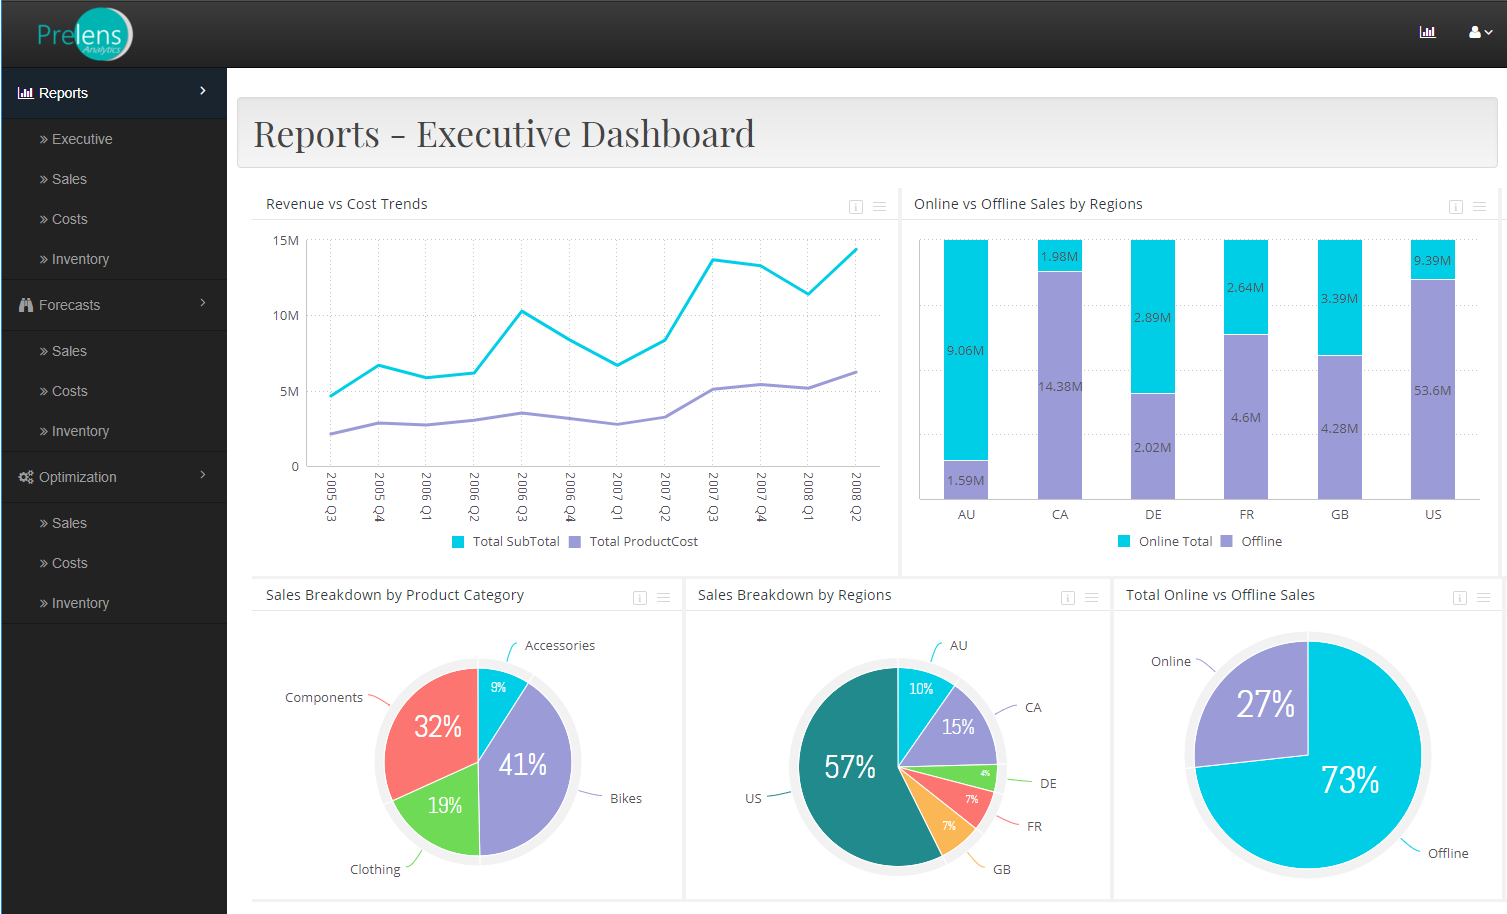 Prelens
Analytics
Reports
» Executive
» Sales
» Costs
» Inventory
Forecasts
» Sales
» Costs
» Inventory
Optimization
» Sales
» Costs
» Inventory
Reports - Executive Dashboard
Revenue vs Cost Trends
15M
10M
5M
0
2005 Q3
2005 Q4
2006 Q1
2006 Q2
2006 Q3
2006 Q4
2007 Q1
2007 Q2
2007 Q3
2007 Q4
2008 Q1
2008 Q2
Total SubTotal Total ProductCost
Online vs Offline Sales by Regions
9.06M
1.59M
1.98M
14.38M
2.89M
2.02M
2.64M
4.6M
3.39M
4.28M
9.39M
53.6M
AU CA DE FR GB US
Online Total Offline
Sales Breakdown by Product Category
Accessories
9%
Components
32%
41%
19%
Bikes
Clothing
Sales Breakdown by Regions
AU
10%
CA
15%
57%
4%
DE
US
7%
FR
7%
GB
Total Online vs Offline Sales
Online
27%
73%
Offline